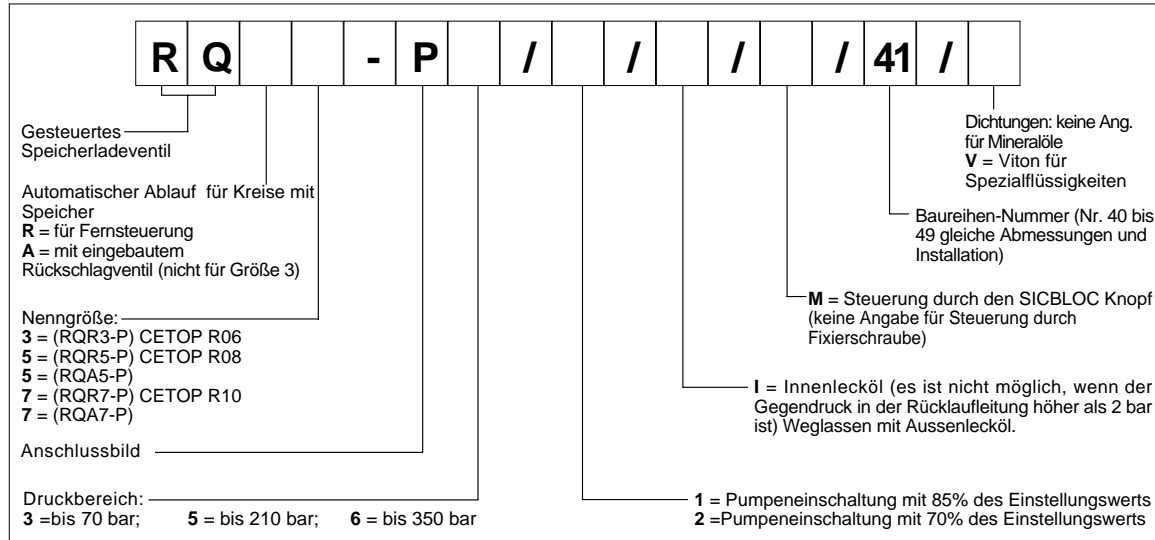 R Q - P / / / / 41 /
Gesteuertes
Speicherladeventil
Automatischer Ablauf für Kreise mit
Speicher
R = für Fernsteuerung
A = mit eingebautem
Rückschlagventil (nicht für Größe 3)
Nenngröße:
3 = (RQR3-P) CETOP R06
5 = (RQR5-P) CETOP R08
5 = (RQA5-P)
7 = (RQR7-P) CETOP R10
7 = (RQA7-P)
Anschlussbild
Druckbereich:
3 =bis 70 bar; 5 = bis 210 bar; 6 = bis 350 bar
Dichtungen: keine Ang.
für Mineralöle
V = Viton für
Spezialflüssigkeiten
Baureihen-Nummer (Nr. 40 bis
49 gleiche Abmessungen und
Installation)
M = Steuerung durch den SICBLOC Knopf
(keine Angabe für Steuerung durch
Fixierschraube)
I = Innenlecköl (es ist nicht möglich, wenn der
Gegendruck in der Rücklaufleitung höher als 2 bar
ist) Weglassen mit Aussenlecköl.
1 = Pumpeneinschaltung mit 85% des Einstellungswerts
2 =Pumpeneinschaltung mit 70% des Einstellungswerts